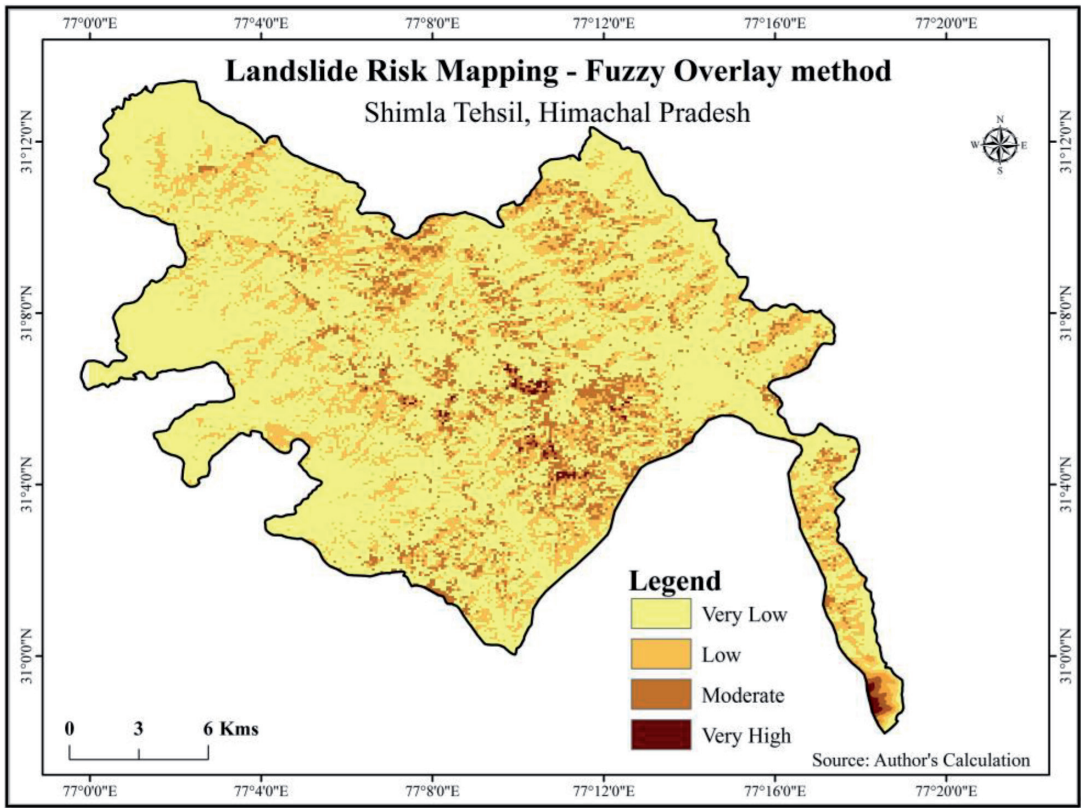 77°0'0"E 77°4'0"E 77°8'0"E 77°12'0"E 77°16'0"E 77°20'0"E
Landslide Risk Mapping - Fuzzy Overlay method
Shimla Tehsil, Himachal Pradesh
N
W E
S
31°12'0"N 31°12'0"N
31°8'0"N 31°8'0"N
31°4'0"N 31°4'0"N
31°0'0"N 31°0'0"N
Legend
Very Low
Low
Moderate
Very High
0 3 6 Kms
Source: Author's Calculation
77°0'0"E 77°4'0"E 77°8'0"E 77°12'0"E 77°16'0"E 77°20'0"E